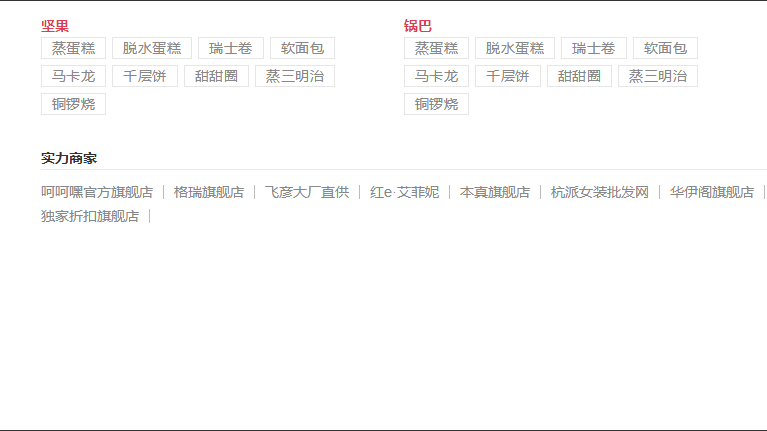 坚果
蒸蛋糕 脱水蛋糕 瑞士卷 软面包
马卡龙 千层饼 甜甜圈 蒸三明治
铜锣烧
锅巴
蒸蛋糕 脱水蛋糕 瑞士卷 软面包
马卡龙 千层饼 甜甜圈 蒸三明治
铜锣烧
实力商家
呵呵嘿官方旗舰店 | 格瑞旗舰店 | 飞彦大厂直供 | 红e·艾菲妮 | 本真旗舰店 | 杭派女装批发网 | 华伊阁旗舰店 |
独家折扣旗舰店 |